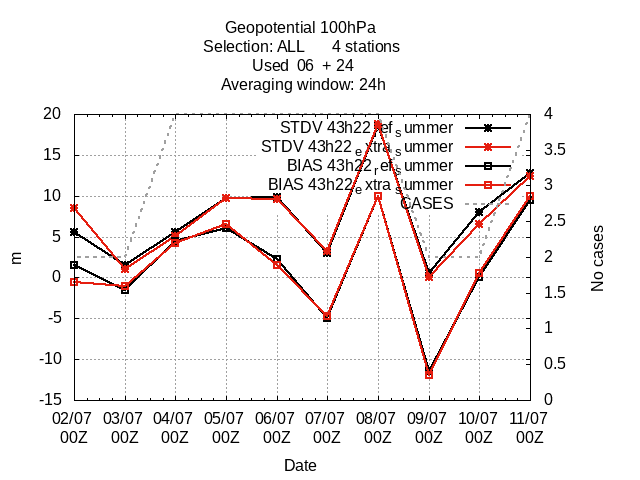 Geopotential 100hPa
Selection: ALL 4 stations
Used 06 + 24
Averaging window: 24h
20
15
10
5
0
-5
-10
-15
4
3.5
3
2.5
2
1.5
1
0.5
0
m
No cases
STDV 43h22_ref_summer
STDV 43h22_extra_summer
BIAS 43h22_ref_summer
BIAS 43h22_extra_summer
CASES
02/07 03/07 04/07 05/07 06/07 07/07 08/07 09/07 10/07 11/07
00Z 00Z 00Z 00Z 00Z 00Z 00Z 00Z 00Z 00Z
Date